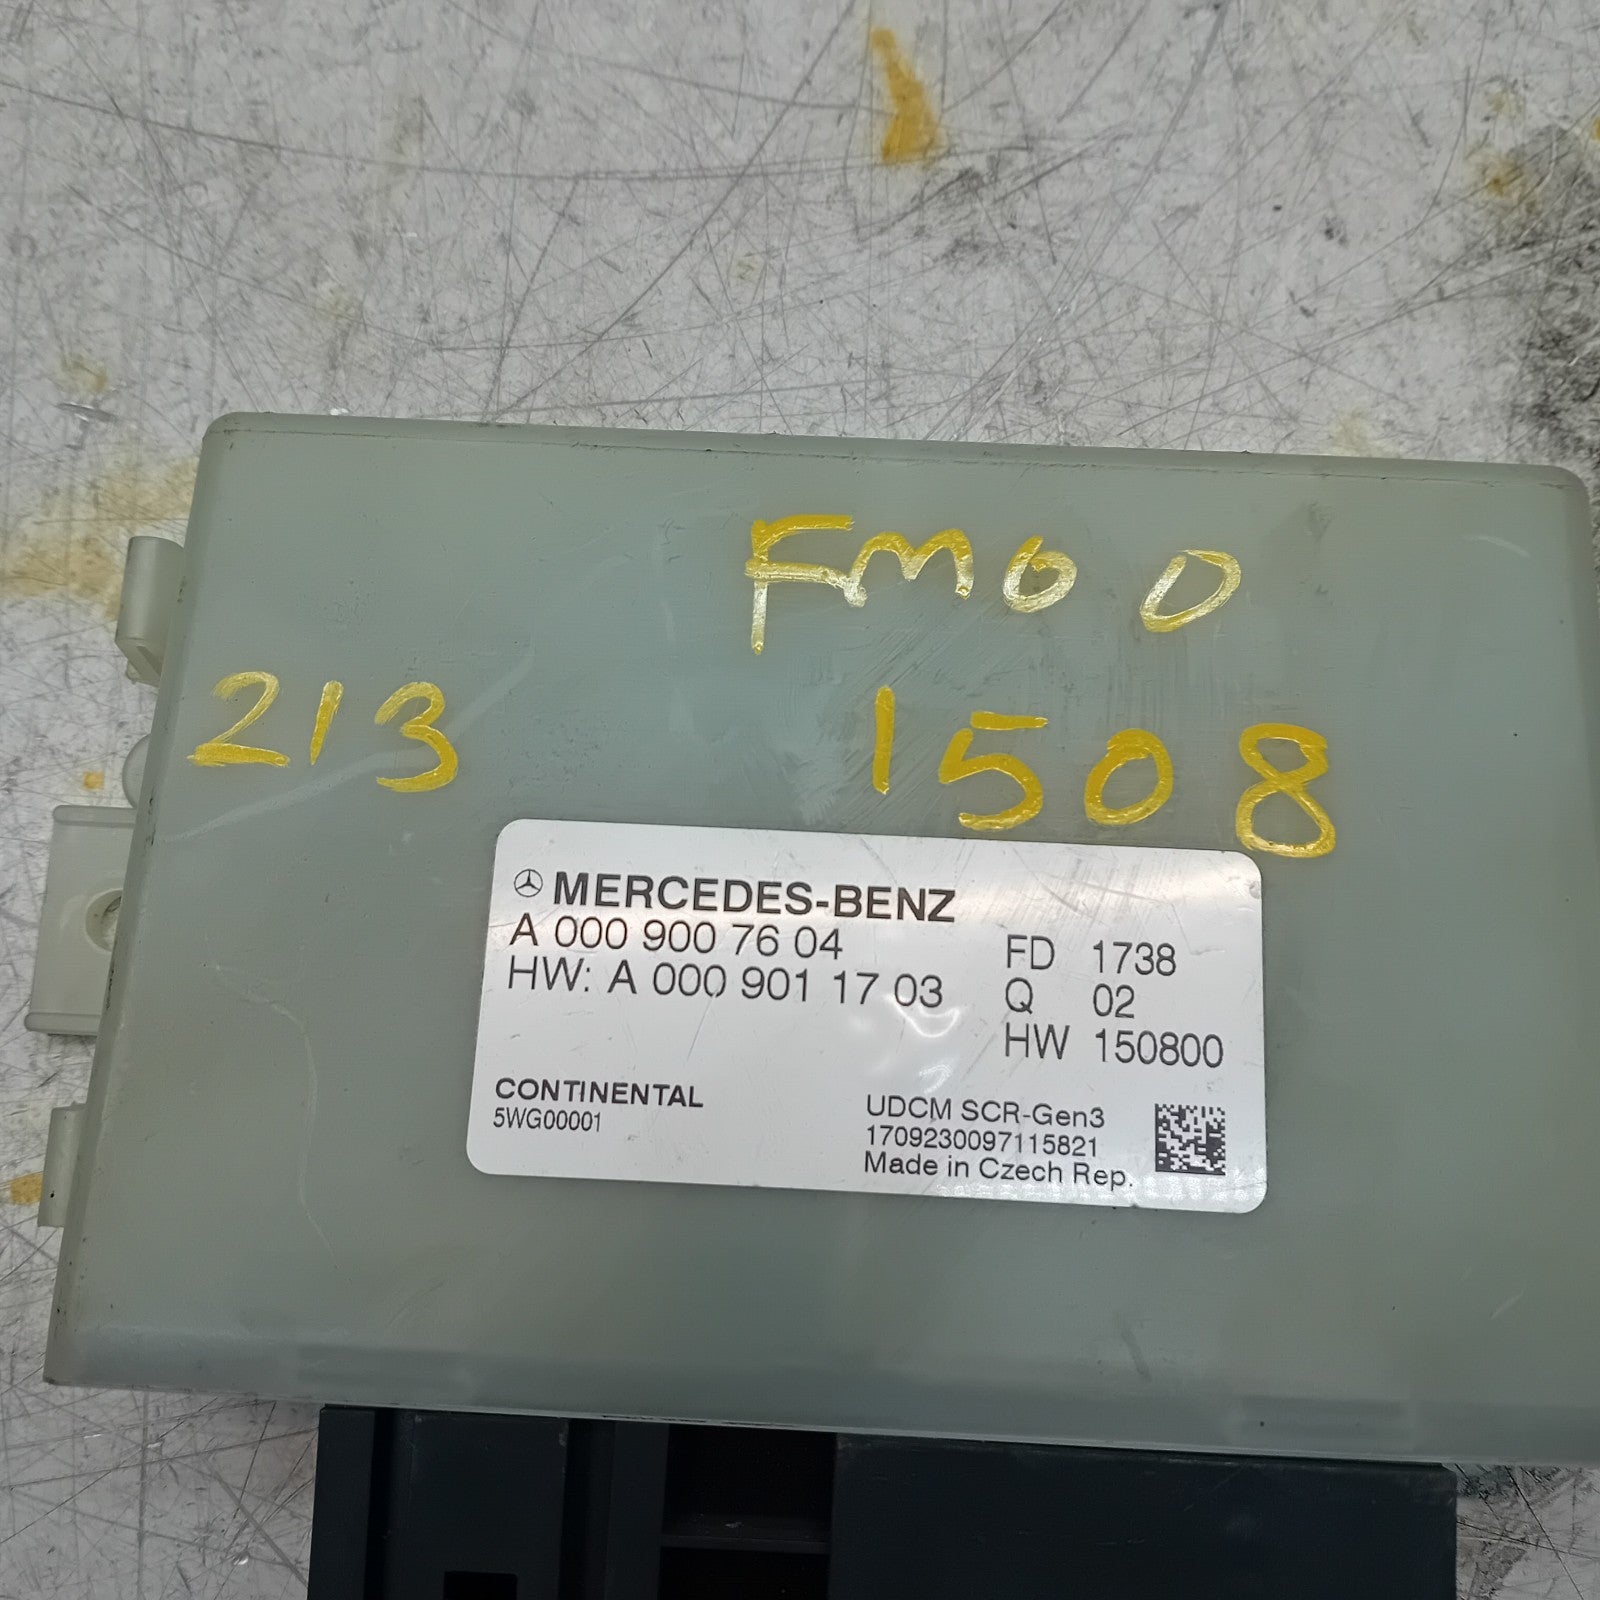 FM00
213
1508
MERCEDES-BENZ
A 000 900 76 04
HW: A 000 901 17 03
FD 1738
Q 02
HW 150800
CONTINENTAL
5WG00001
UDCM SCR-Gen3
1709230097115821
Made in Czech Rep.